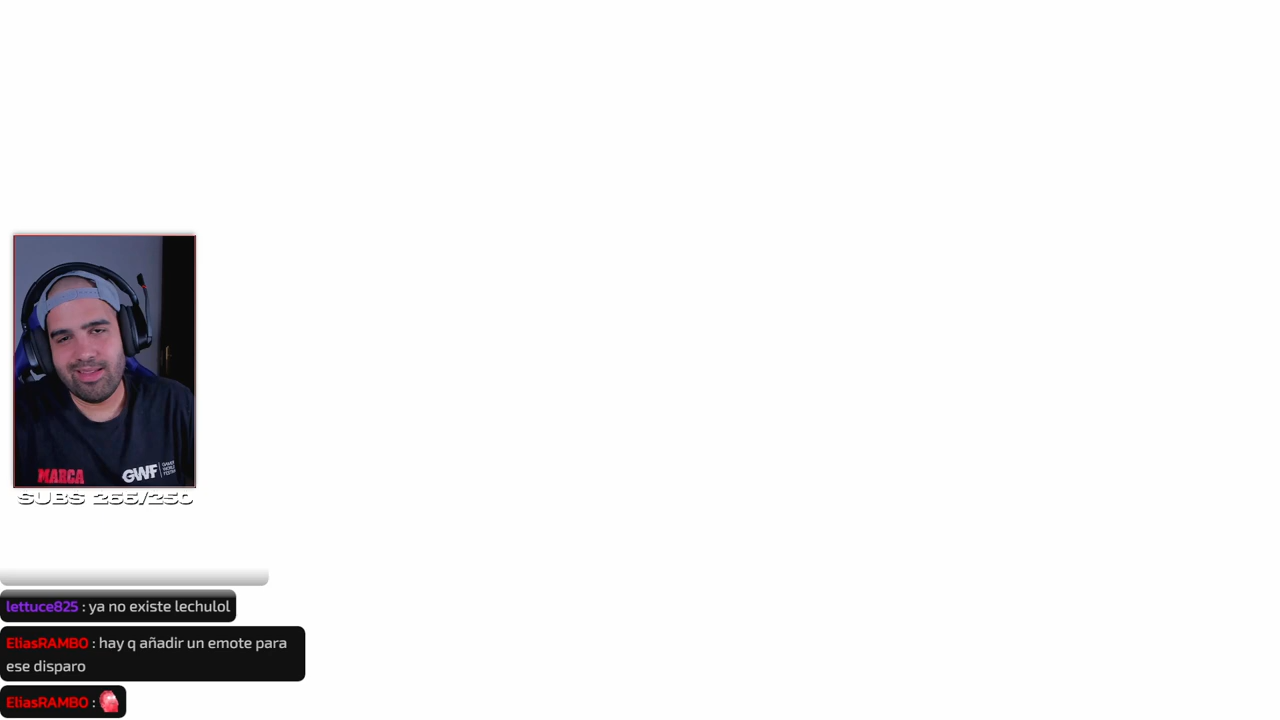 MARCA
GWF
SUBS 255/250
lettuce825 : ya no existe lechulol
EliasRAMBO : hay q añadir un emote para
ese disparo
EliasRAMBO :